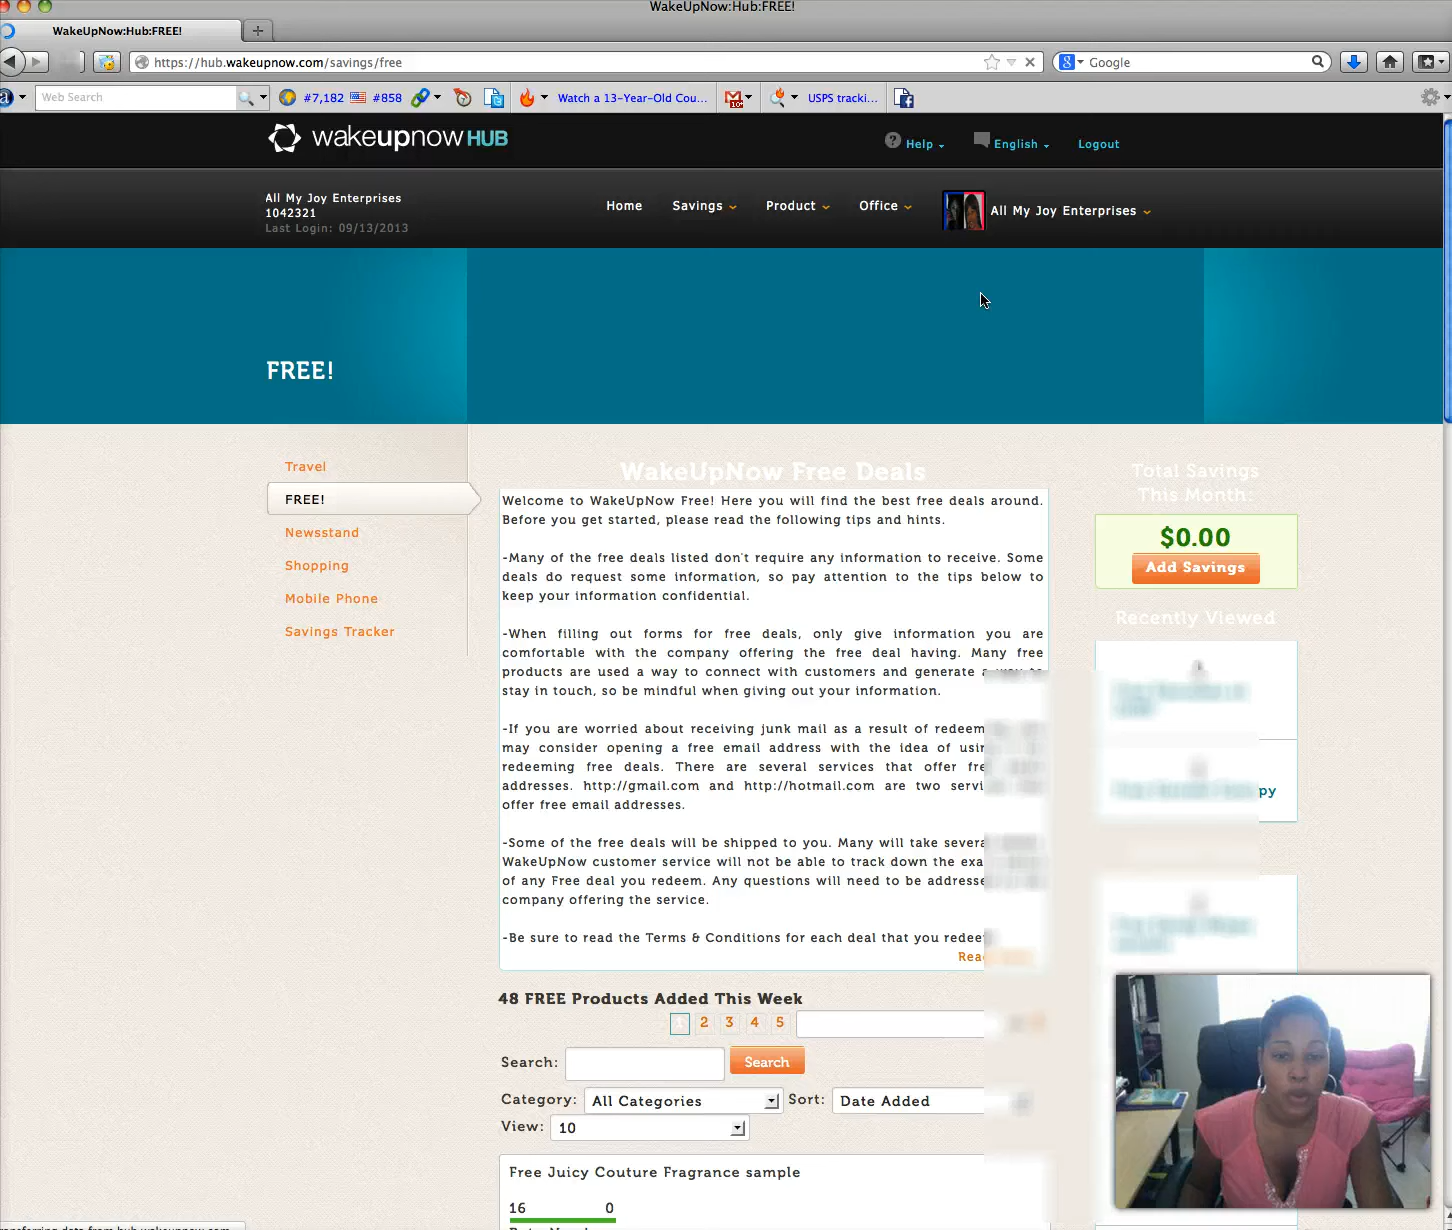 WakeUpNow:Hub:FREE!
WakeUpNow:Hub:FREE!
https://hub.wakeupnow.com/savings/free
Google
Web Search
#7,182
#858
Watch a 13-Year-Old Cou...
USPS tracki...
wakeupnowHUB
Help
English
Logout
All My Joy Enterprises
1042321
Last Login: 09/13/2013
Home
Savings
Product
Office
All My Joy Enterprises
FREE!
Travel
FREE!
Newsstand
Shopping
Mobile Phone
Savings Tracker
WakeUpNow Free Deals
Welcome to WakeUpNow Free! Here you will find the best free deals around.
Before you get started, please read the following tips and hints.
-Many of the free deals listed don't require any information to receive. Some
deals do request some information, so pay attention to the tips below to
keep your information confidential.
-When filling out forms for free deals, only give information you are
comfortable with the company offering the free deal having. Many free
products are used a way to connect with customers and generate a way to
stay in touch, so be mindful when giving out your information.
-If you are worried about receiving junk mail as a result of redeem
may consider opening a free email address with the idea of usin
redeeming free deals. There are several services that offer fre
addresses. http://gmail.com and http://hotmail.com are two servi
offer free email addresses.
-Some of the free deals will be shipped to you. Many will take severa
WakeUpNow customer service will not be able to track down the exa
of any Free deal you redeem. Any questions will need to be addresse
company offering the service.
-Be sure to read the Terms & Conditions for each deal that you redee
Rea
48 FREE Products Added This Week
1 2 3 4 5
Search:
Search
Category: All Categories Sort: Date Added
View: 10
Free Juicy Couture Fragrance sample
16 0
Total Savings
This Month:
$0.00
Add Savings
Recently Viewed
py